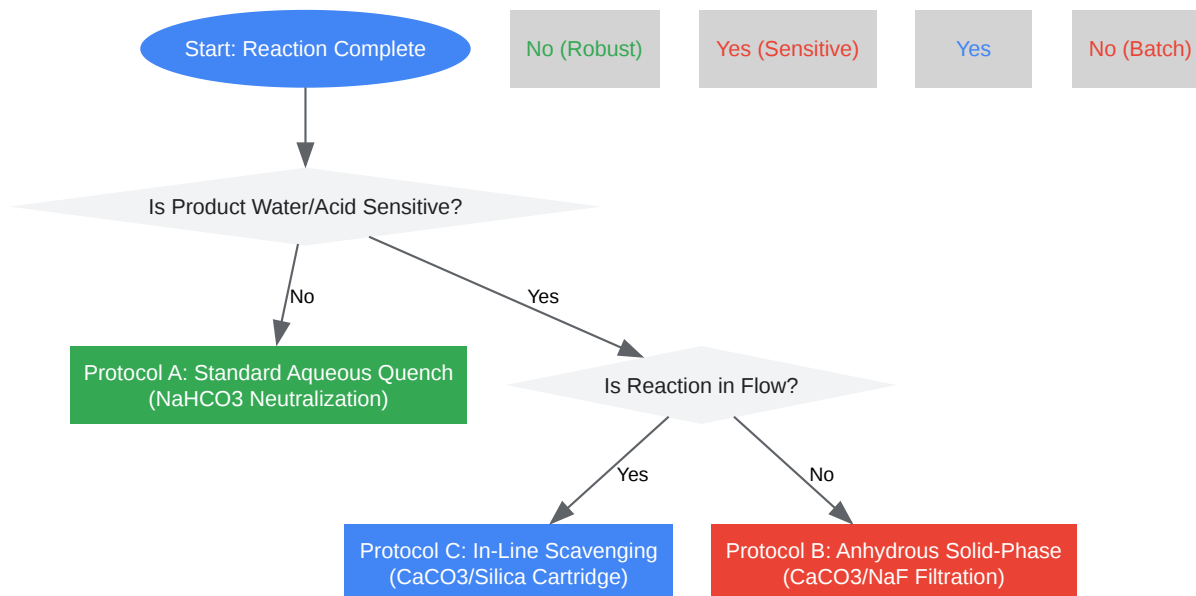 Start: Reaction Complete
No (Robust)
Yes (Sensitive)
Yes
No (Batch)
Is Product Water/Acid Sensitive?
No
Yes
Protocol A: Standard Aqueous Quench
(NaHCO3 Neutralization)
Is Reaction in Flow?
Yes
No
Protocol C: In-Line Scavenging
(CaCO3/Silica Cartridge)
Protocol B: Anhydrous Solid-Phase
(CaCO3/NaF Filtration)